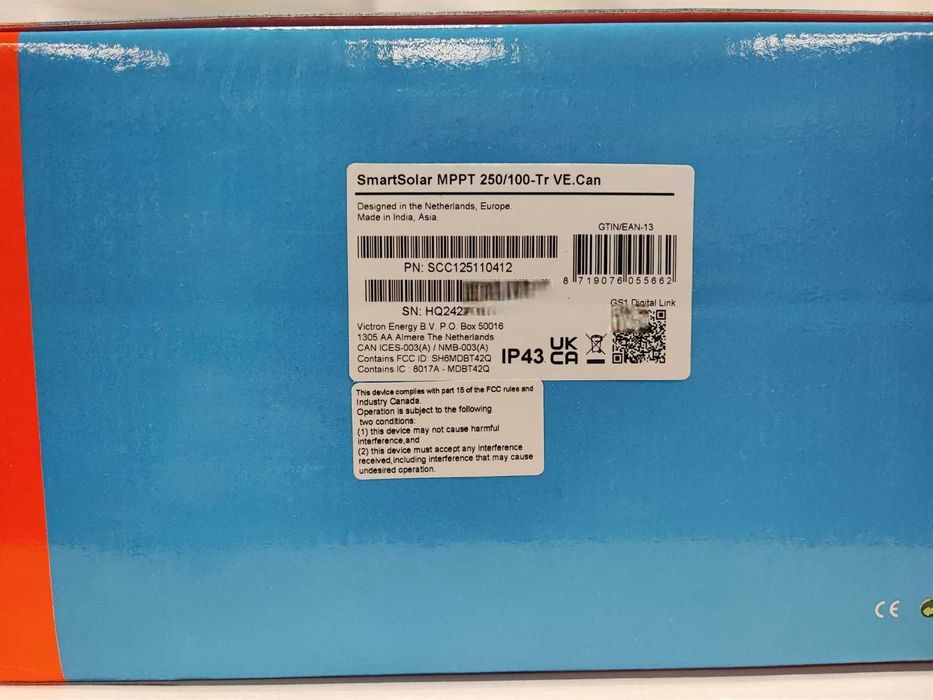 SmartSolar MPPT 250/100-Tr VE.Can
Designed in the Netherlands, Europe.
Made in India, Asia.
GTIN/EAN-13
PN: SCC125110412
8 719076 055662
SN: HQ242
GS1 Digital Link
Victron Energy B.V. P.O. Box 50016
1305 AA Almere The Netherlands
CAN ICES-003(A) / NMB-003(A)
Contains FCC ID: SH6MDBT42Q
Contains IC : 8017A - MDBT42Q
IP43
UK
CA
This device complies with part 15 of the FCC rules and
Industry Canada.
Operation is subject to the following
two conditions:
(1) this device may not cause harmful
interference,and
(2) this device must accept any interference
received,including interference that may cause
undesired operation.
CE